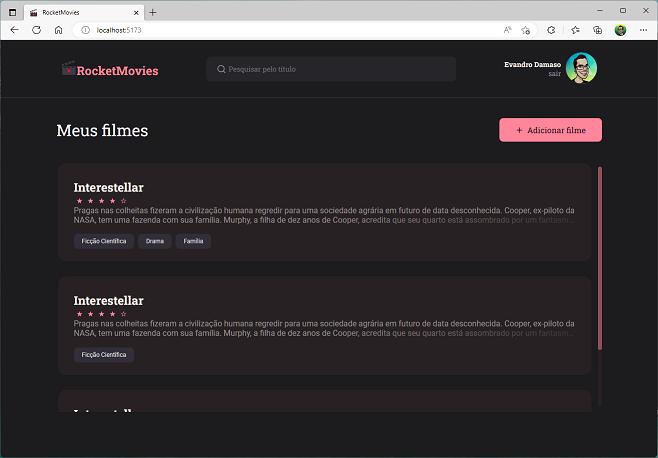 RocketMovies
localhost:5173
RocketMovies
Pesquisar pelo título
Evandro Damaso
sair
Meus filmes
+ Adicionar filme
Interestellar
Pragas nas colheitas fizeram a civilização humana regredir para uma sociedade agrária em futuro de data desconhecida. Cooper, ex-piloto da
NASA, tem uma fazenda com sua família. Murphy, a filha de dez anos de Cooper, acredita que seu quarto está assombrado por um fantasm...
Ficção Científica
Drama
Família
Interestellar
Pragas nas colheitas fizeram a civilização humana regredir para uma sociedade agrária em futuro de data desconhecida. Cooper, ex-piloto da
NASA, tem uma fazenda com sua família. Murphy, a filha de dez anos de Cooper, acredita que seu quarto está assombrado por um fantasm...
Ficção Científica
Interestellar